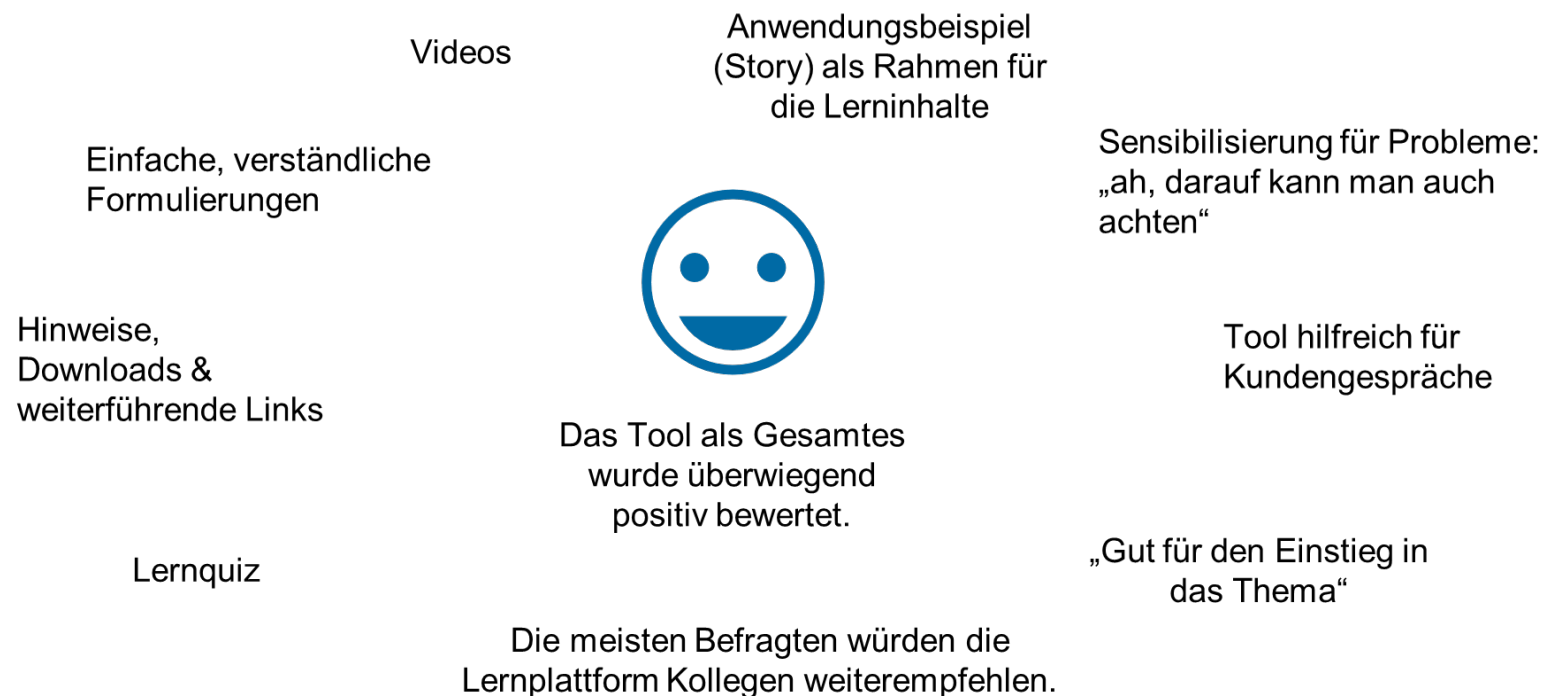 Videos
Anwendungsbeispiel
(Story) als Rahmen für
die Lerninhalte
Einfache, verständliche
Formulierungen
Sensibilisierung für Probleme:
„ah, darauf kann man auch
achten“
Hinweise,
Downloads &
weiterführende Links
Tool hilfreich für
Kundengespräche
Das Tool als Gesamtes
wurde überwiegend
positiv bewertet.
Lernquiz
„Gut für den Einstieg in
das Thema“
Die meisten Befragten würden die
Lernplattform Kollegen weiterempfehlen.